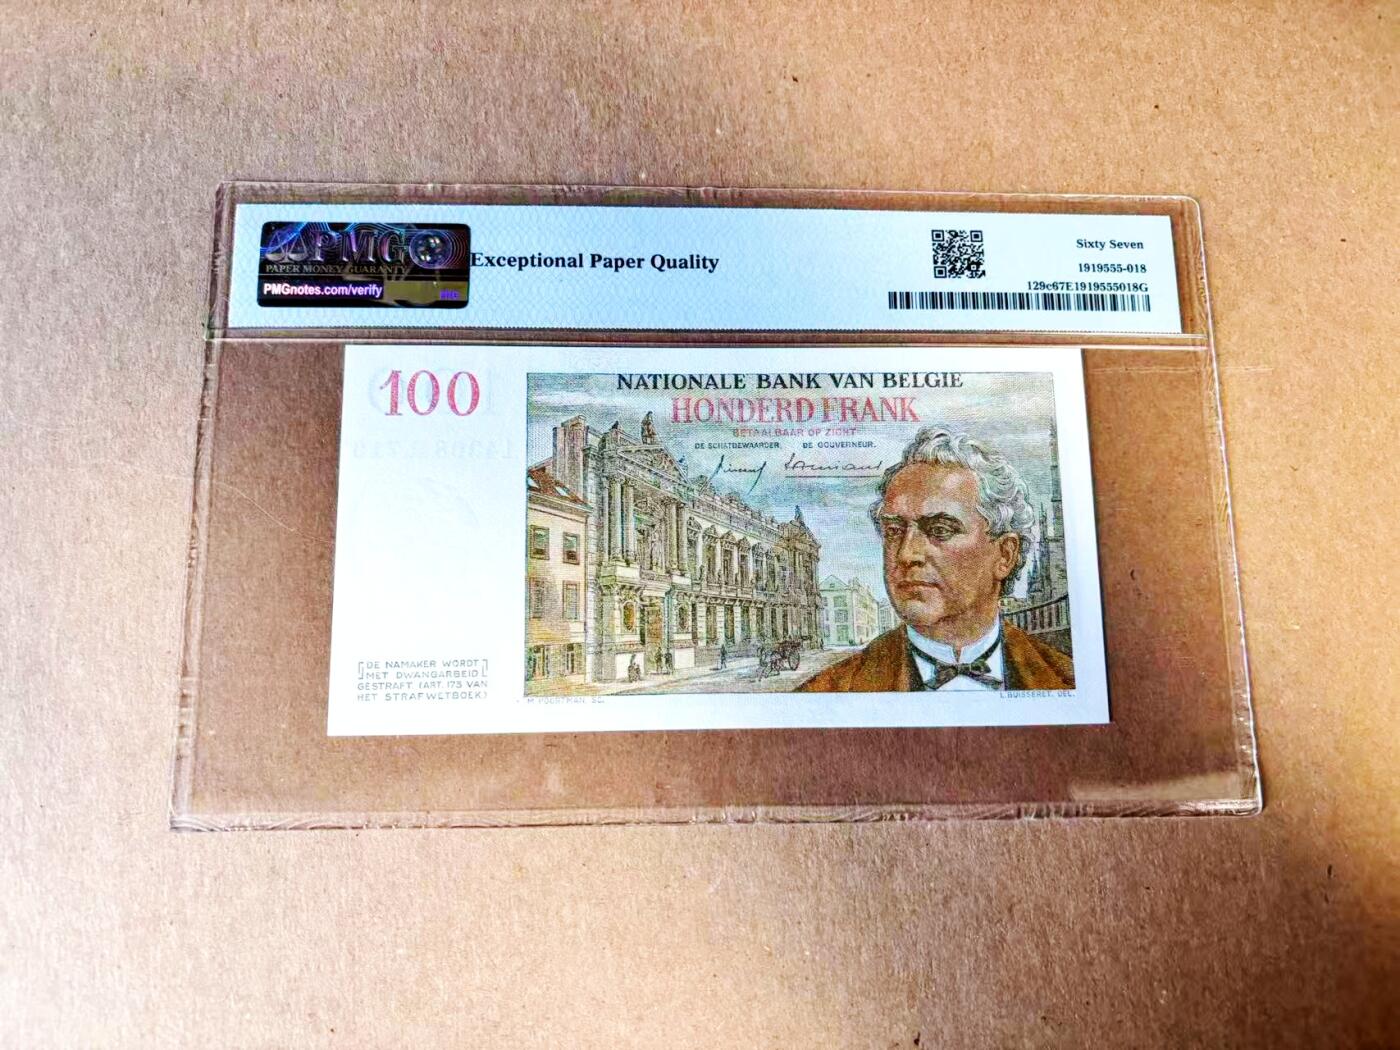 PMG
PAPER MONEY GUARANTY
PMGnotes.com/verify
Exceptional Paper Quality
Sixty Seven
1919555-018
129c67E1919555018G
100
NATIONALE BANK VAN BELGIE
HONDERD FRANK
BETAALBAAR OP ZICHT
DE SCHATBEWAARDER, DE GOUVERNEUR,
DE NAMAKER WORDT
MET DWANGARBEID
GESTRAFT. (ART. 173 VAN
HET STRAFWETBOEK)
M. POORTMAN, SC.
L. BUISSERET, DEL.